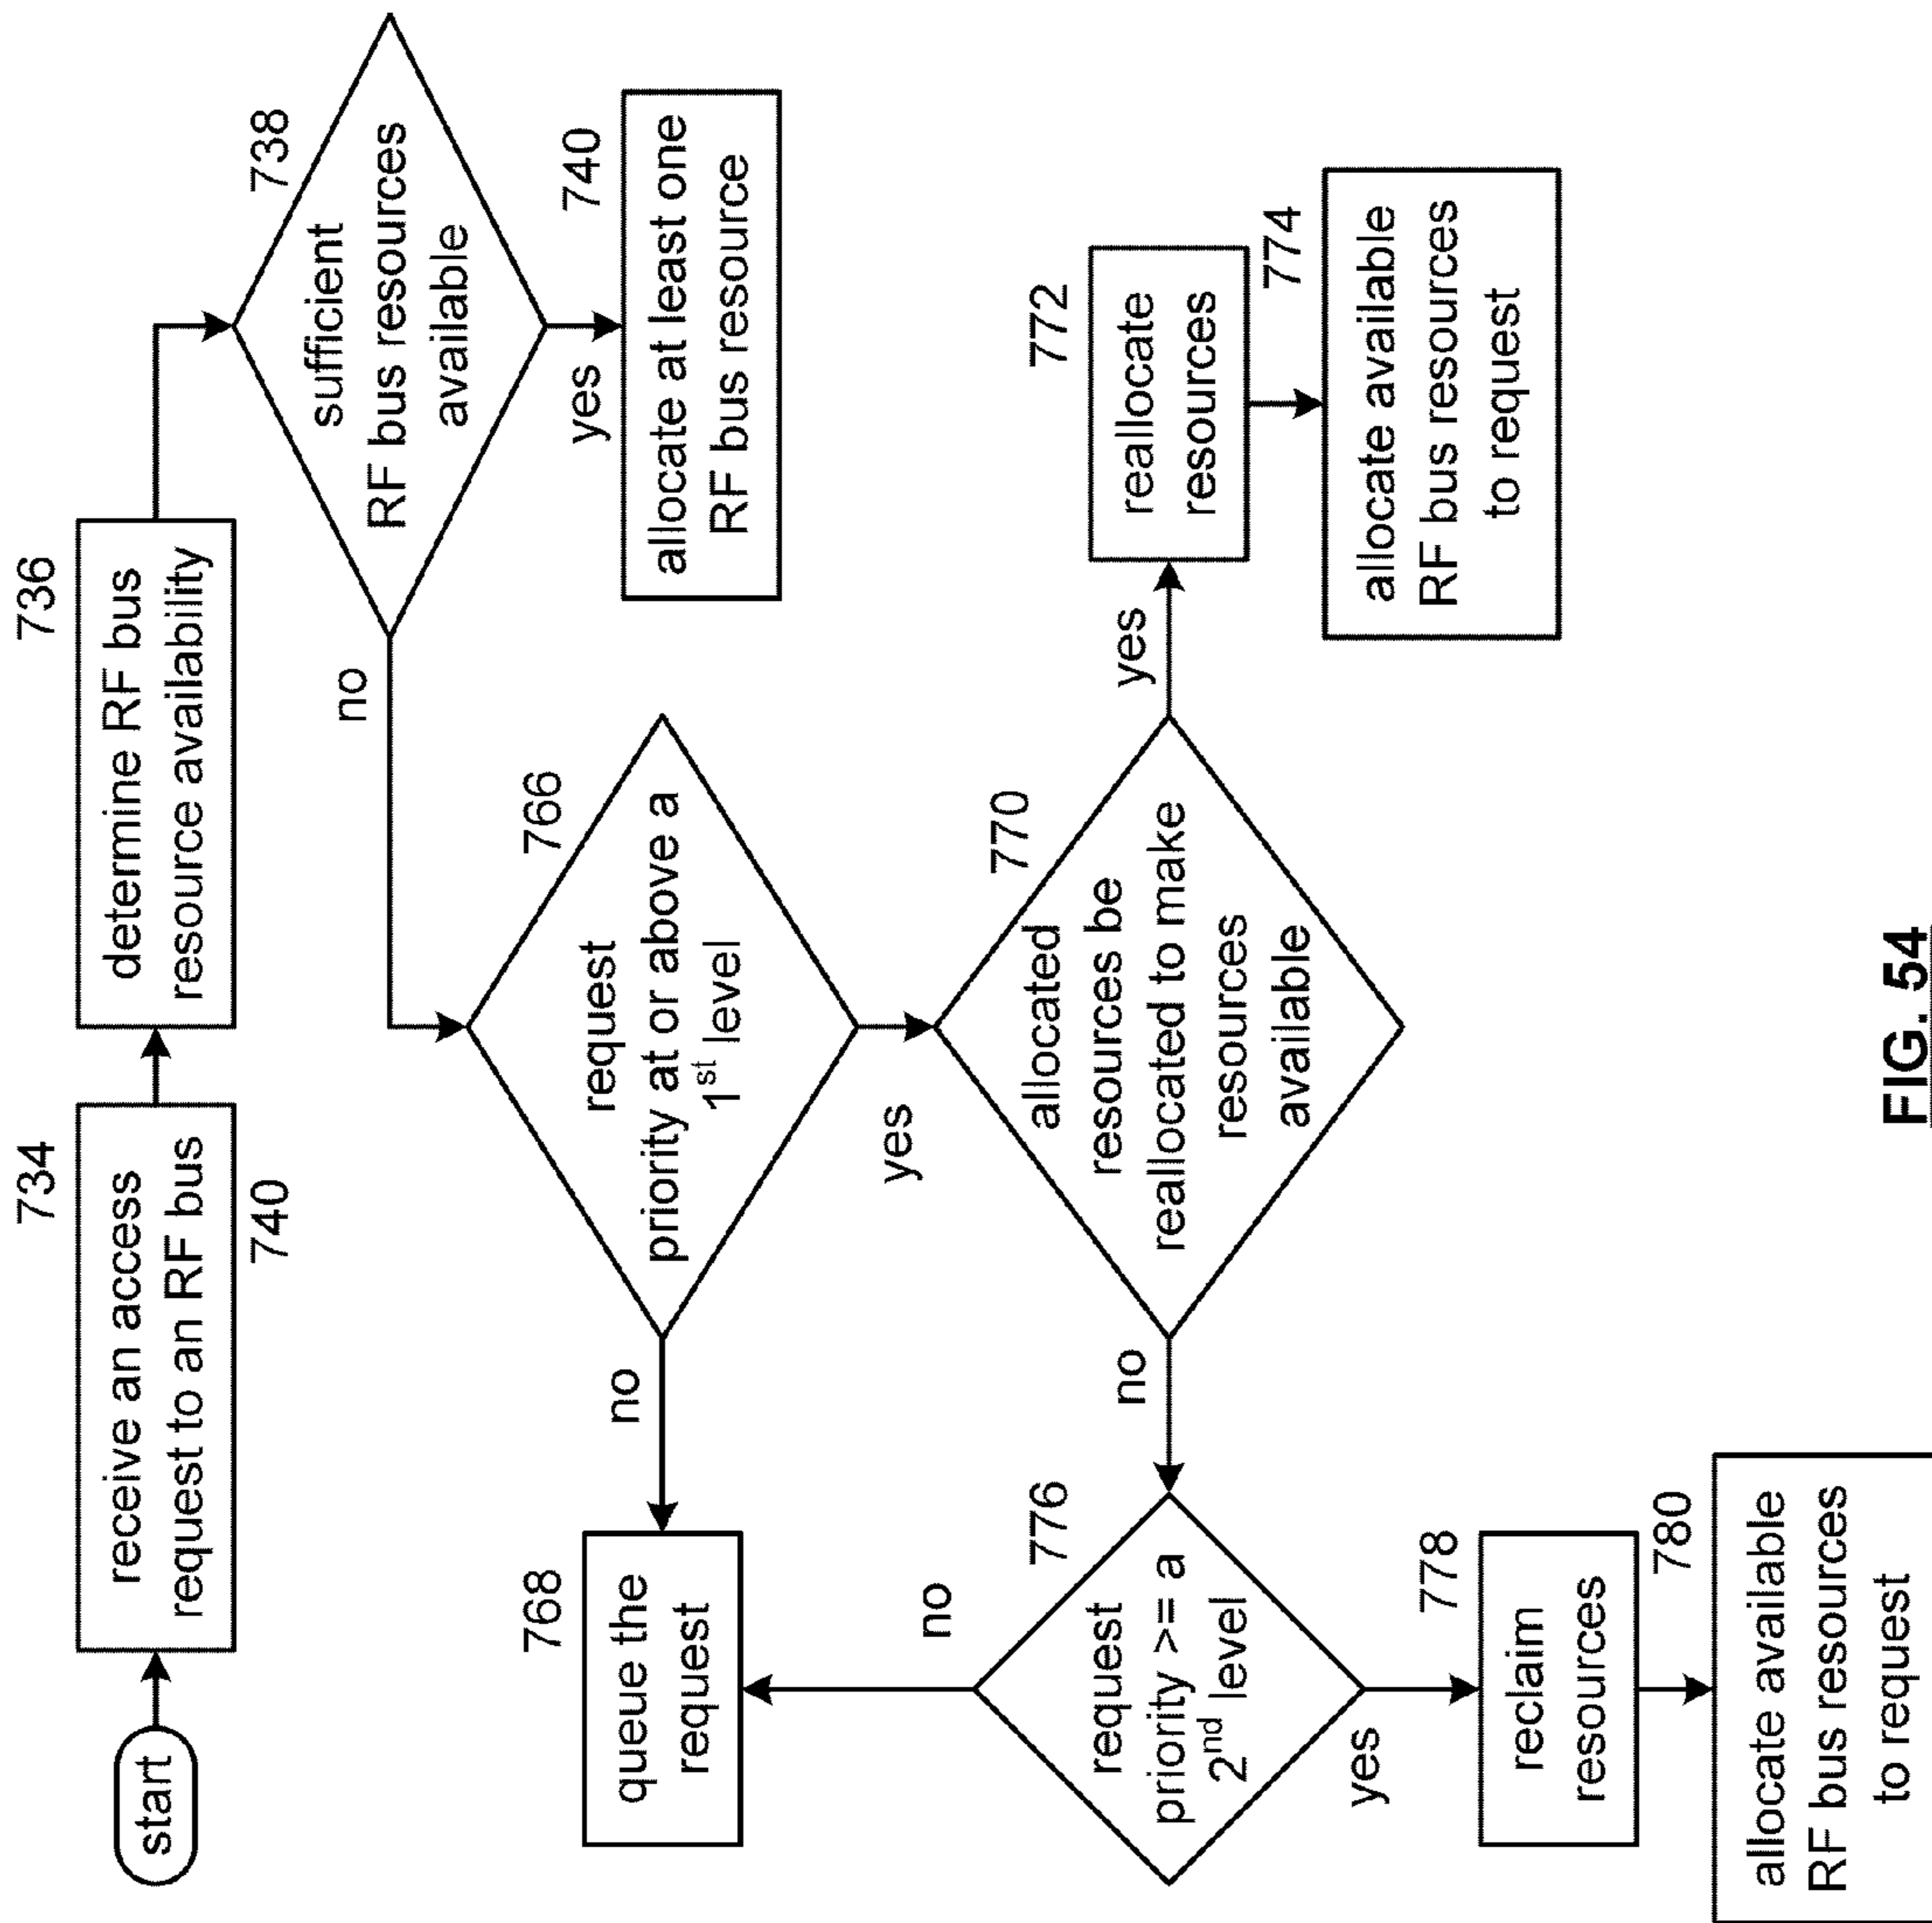 start
734
receive an access
request to an RF bus
740
736
determine RF bus
resource availability
738
sufficient
RF bus resources
available
yes
740
allocate at least one
RF bus resource
no
766
request
priority at or above a
1st level
no
768
queue the
request
yes
770
allocated
resources be
reallocated to make
resources
available
yes
772
reallocate
resources
774
allocate available
RF bus resources
to request
no
776
request
priority >= a
2nd level
no
yes
778
reclaim
resources
780
allocate available
RF bus resources
to request
FIG. 54